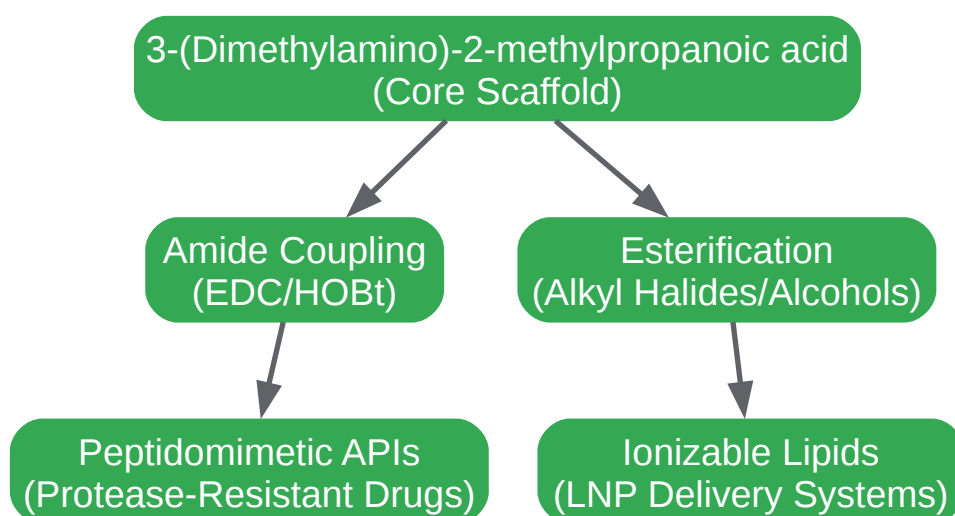 3-(Dimethylamino)-2-methylpropanoic acid
(Core Scaffold)
Amide Coupling
(EDC/HOBt)
Esterification
(Alkyl Halides/Alcohols)
Peptidomimetic APIs
(Protease-Resistant Drugs)
Ionizable Lipids
(LNP Delivery Systems)